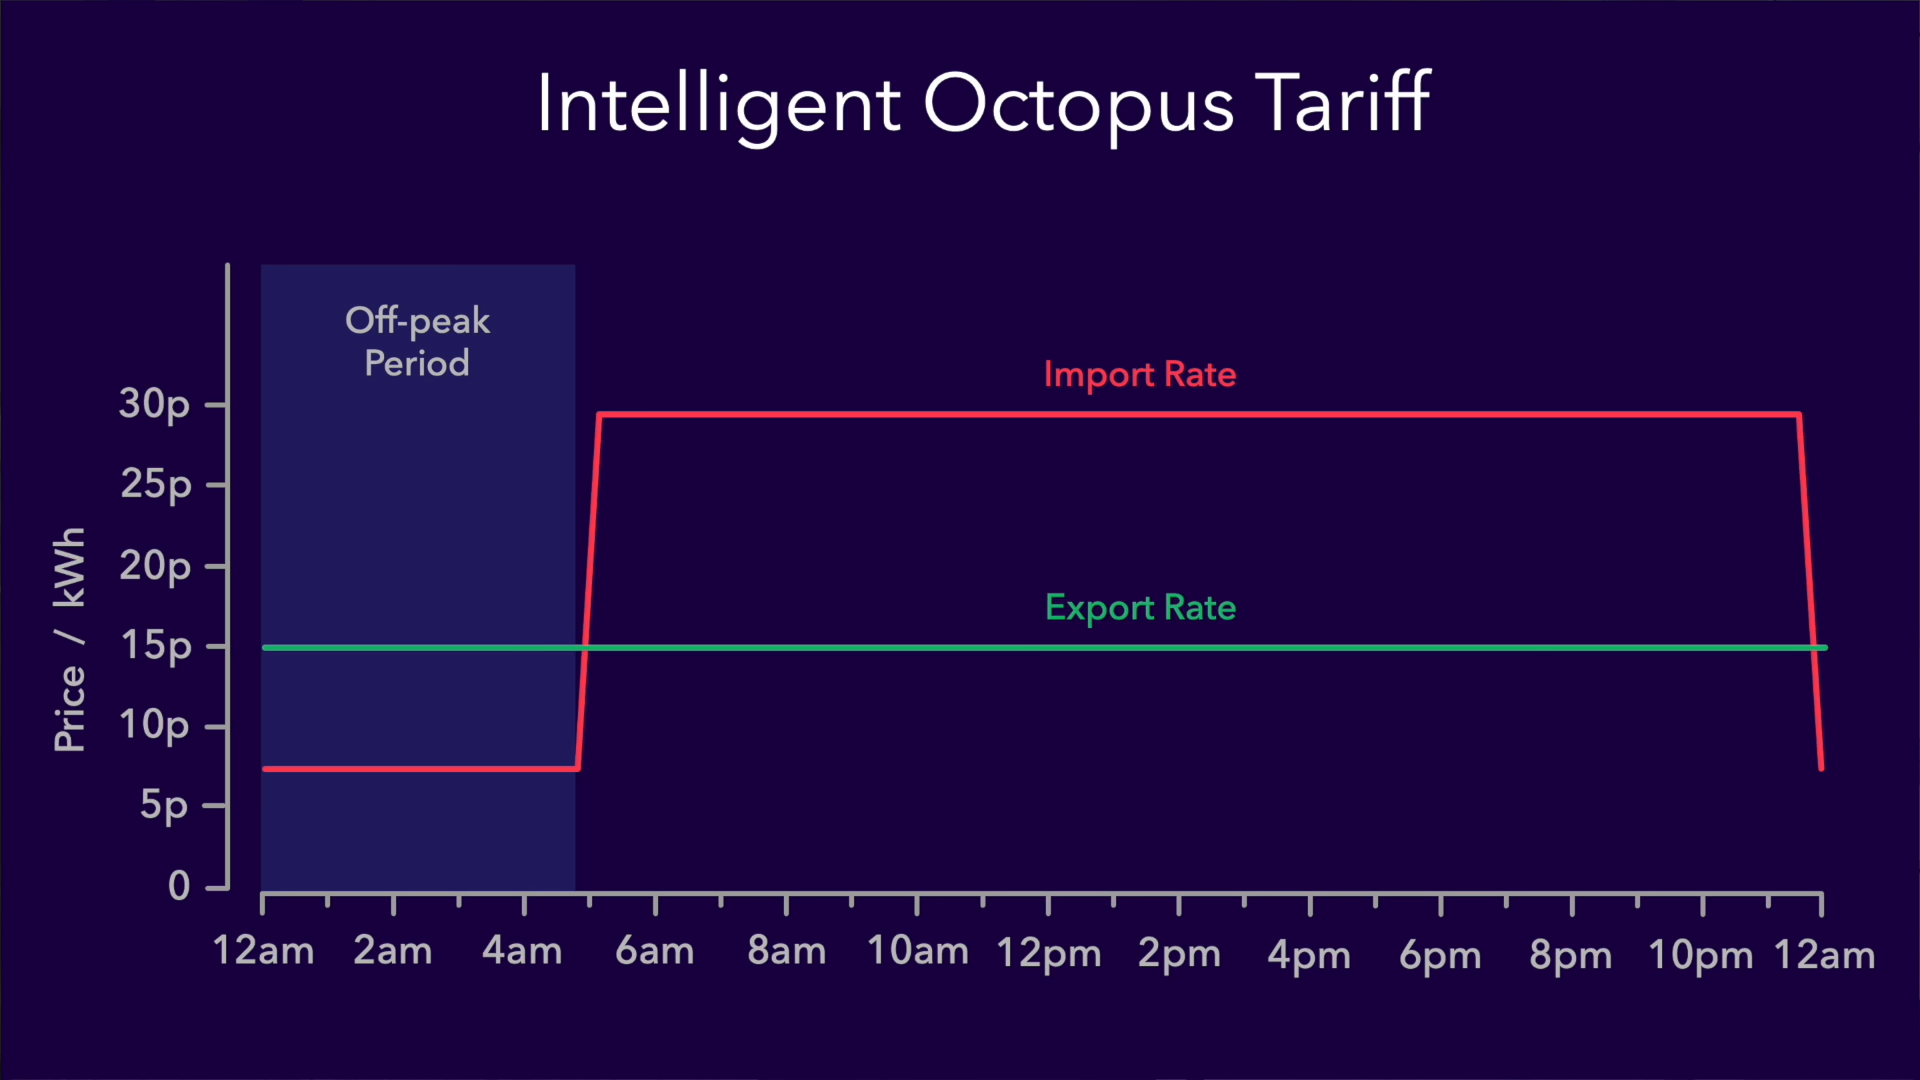 Intelligent Octopus Tariff
Off-peak
Period
Import Rate
Export Rate
Price / kWh
30p
25p
20p
15p
10p
5p
0
12am 2am 4am 6am 8am 10am 12pm 2pm 4pm 6pm 8pm 10pm 12am